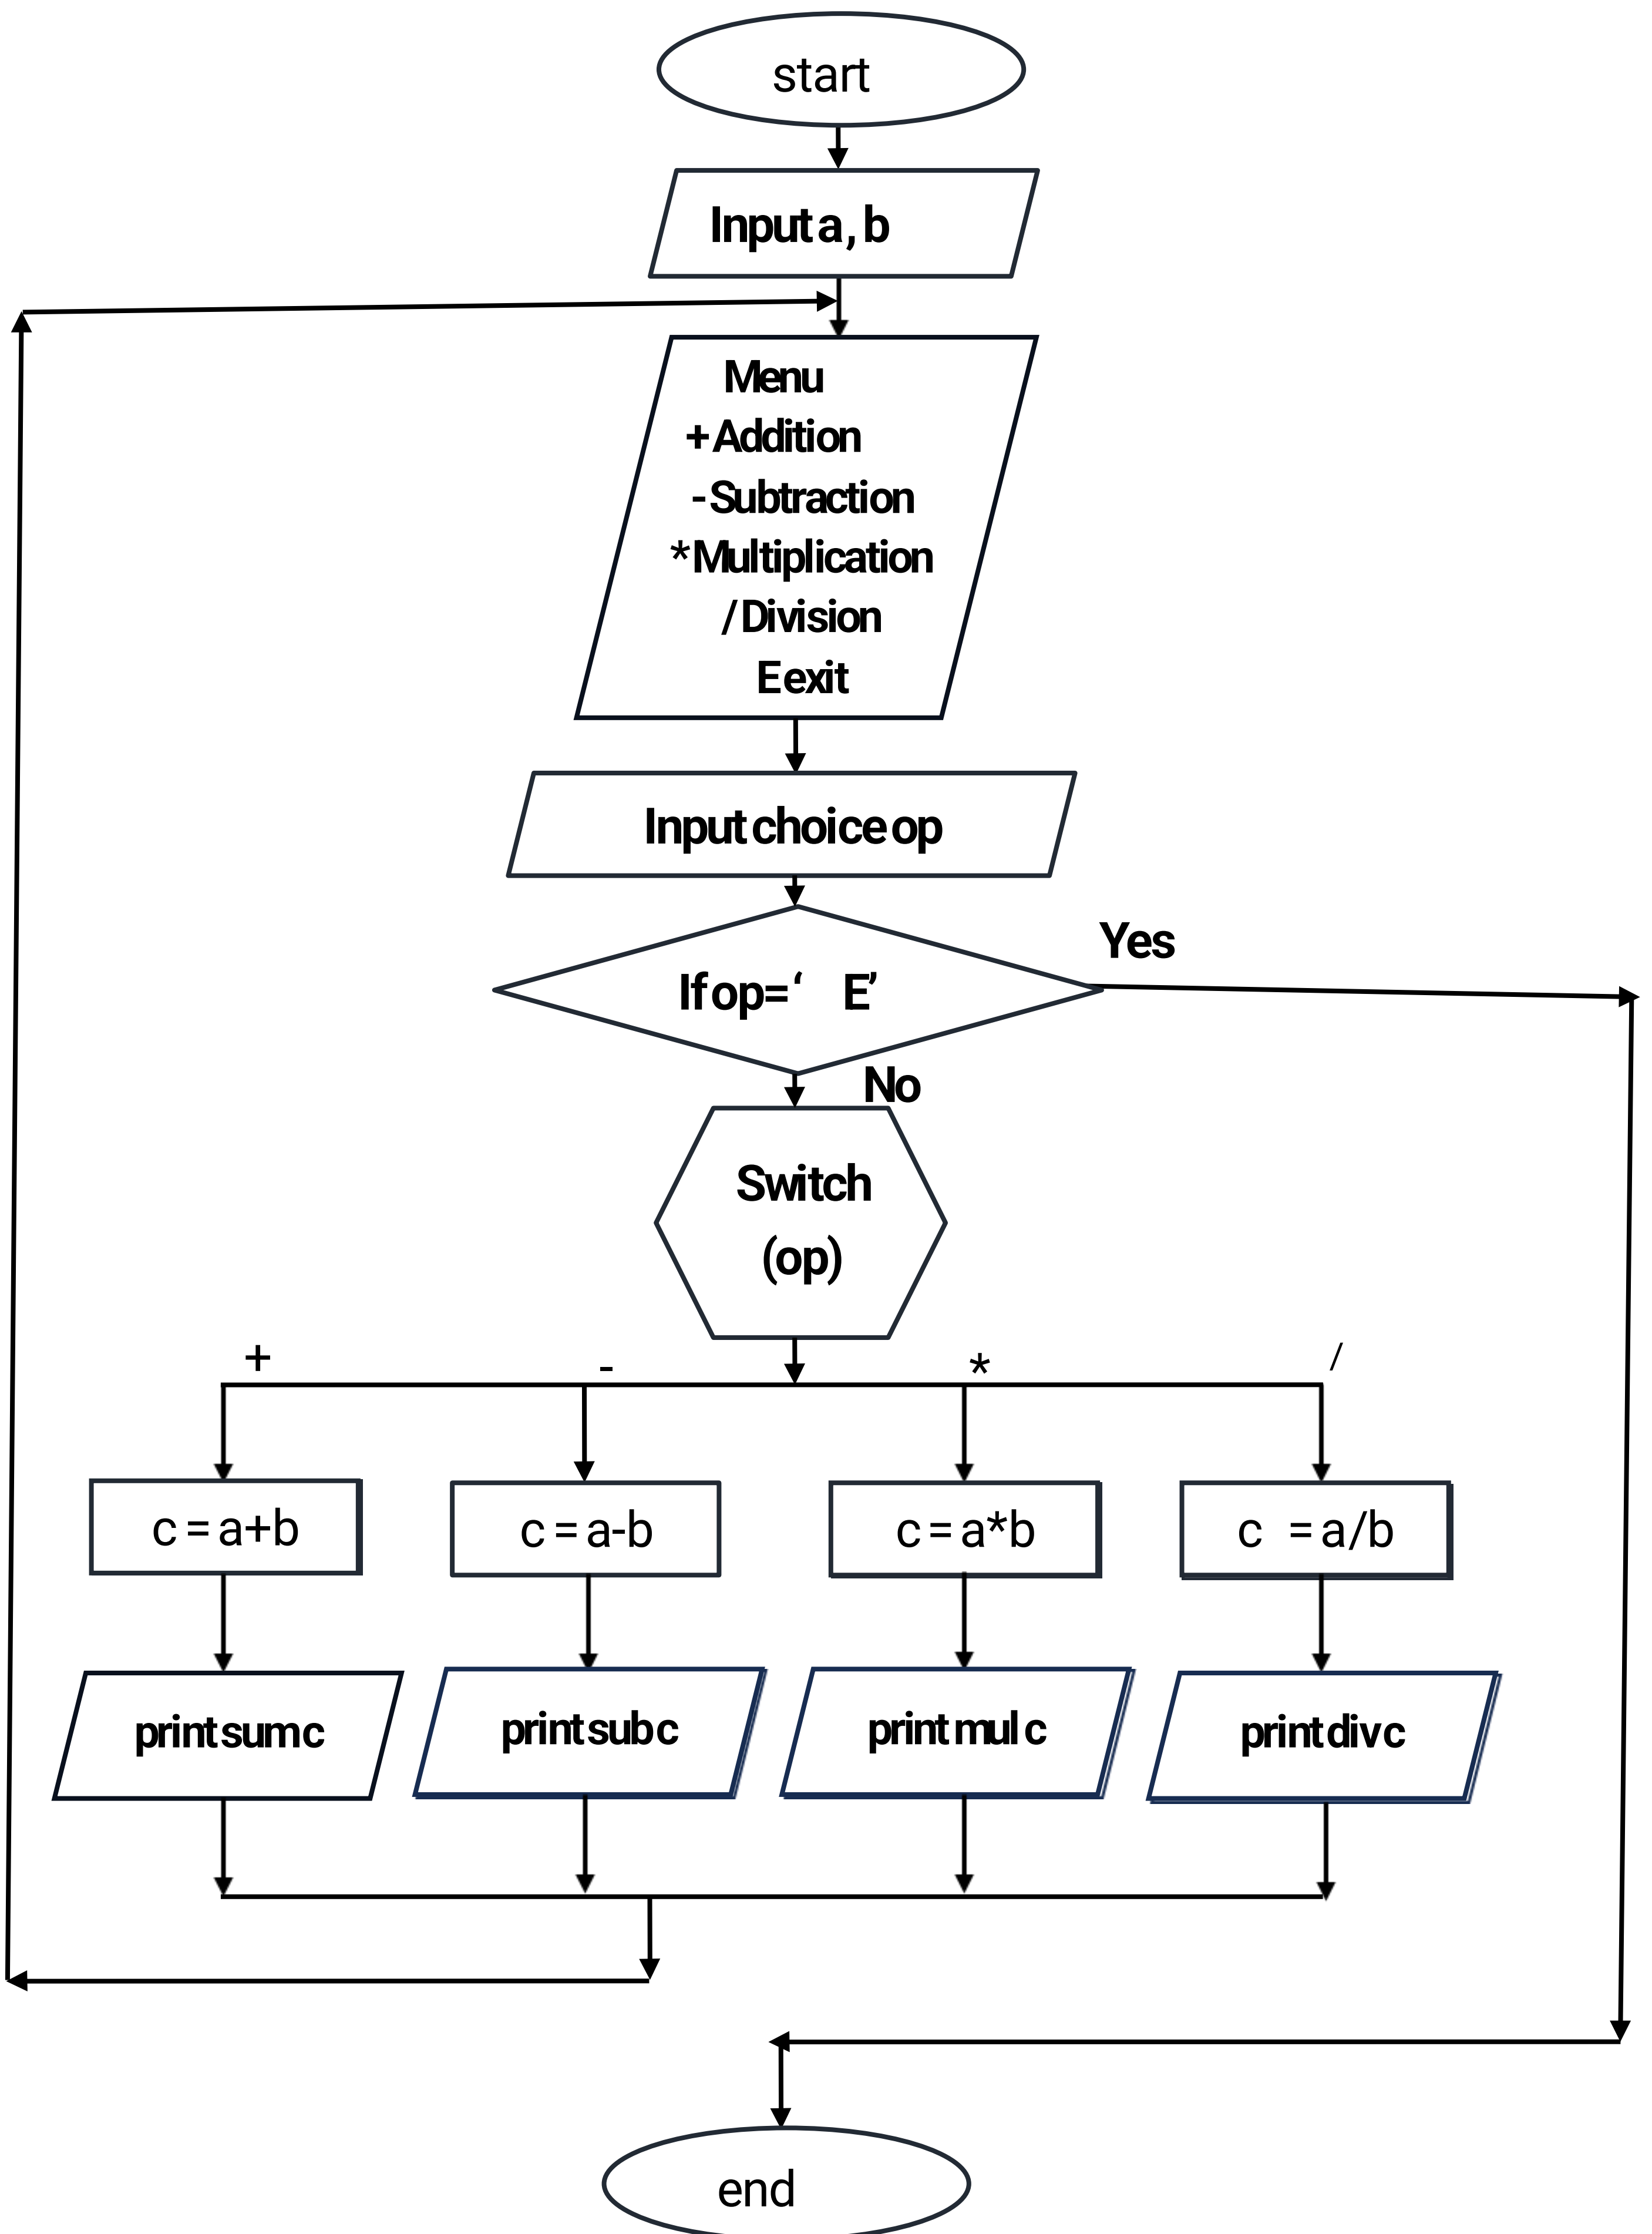 start
Input a, b
Menu
+ Addition
- Subtraction
* Multiplication
/ Division
E exit
Input choice op
If op= ‘ E’
Yes
No
Switch
(op)
+ - * /
c = a+b c = a-b c = a*b c = a/b
print sum c print sub c print mul c print div c
end